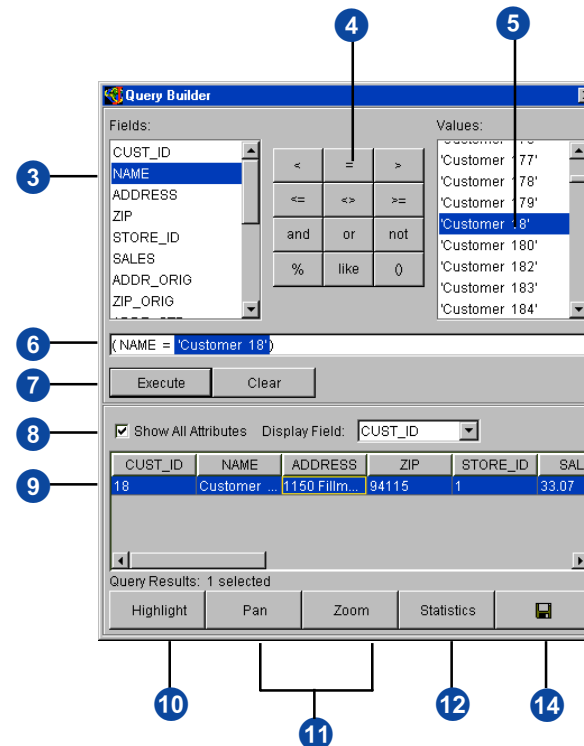 4
5
Query Builder
Fields:
Values:
CUST_ID
NAME
ADDRESS
ZIP
STORE_ID
SALES
ADDR_ORIG
ZIP_ORIG
< = >
<= <> >=
and or not
% like ()
'Customer 177'
'Customer 178'
'Customer 179'
'Customer 18'
'Customer 180'
'Customer 182'
'Customer 183'
'Customer 184'
3
6
( NAME = 'Customer 18')
7
Execute Clear
8
Show All Attributes Display Field: CUST_ID
9
CUST_ID NAME ADDRESS ZIP STORE_ID SAL
18 Customer ... 1150 Fillm... 94115 1 33.07
Query Results: 1 selected
Highlight Pan Zoom Statistics
10
11
12
14